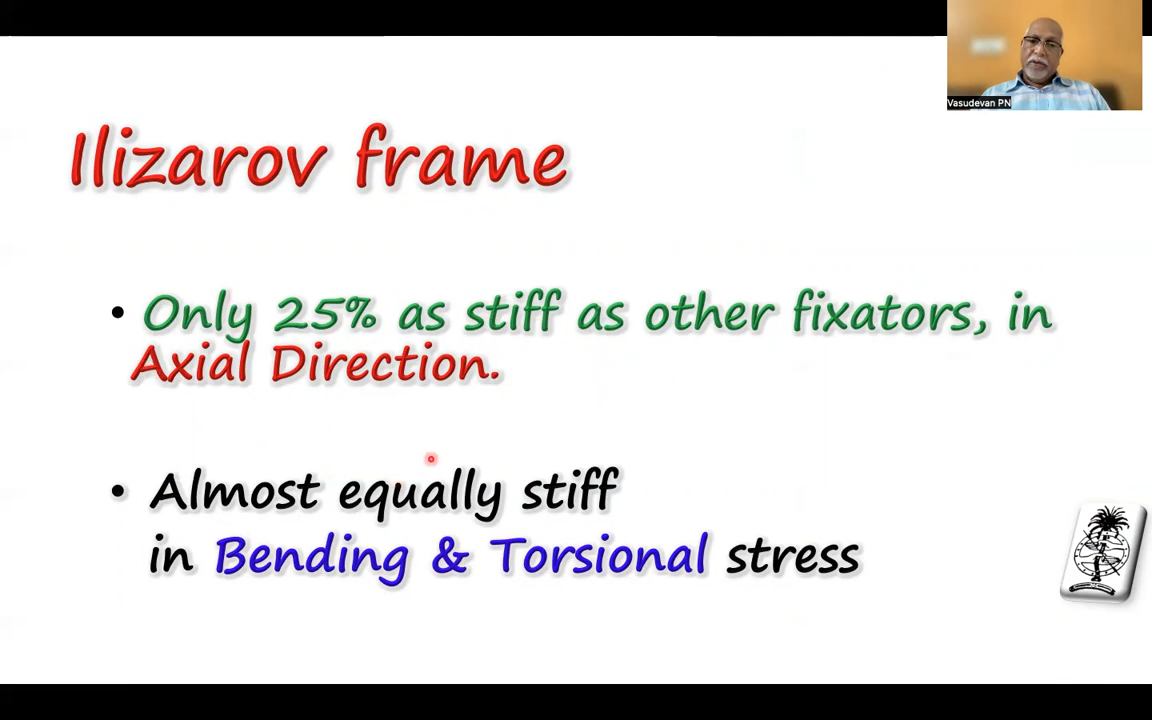 Vasudevan PN
Ilizarov frame
• Only 25% as stiff as other fixators, in
Axial Direction.
• Almost equally stiff
in Bending & Torsional stress